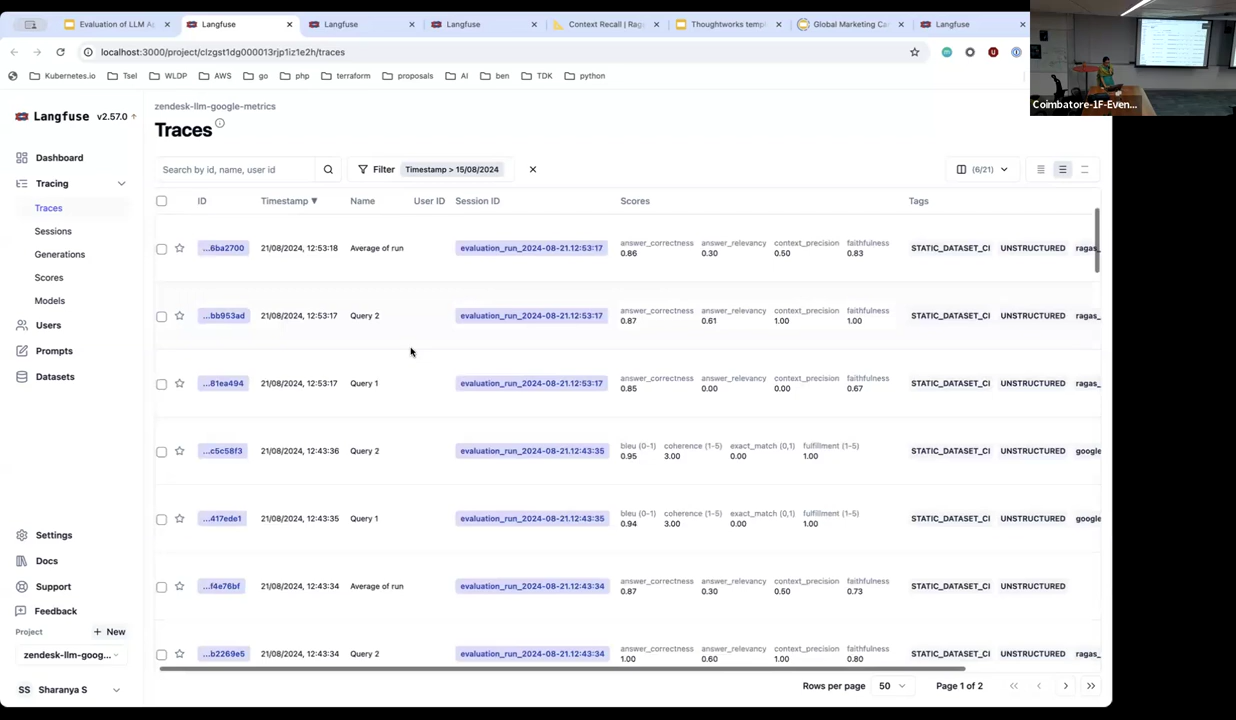 Evaluation of LLM A
Langfuse
Langfuse
Langfuse
Context Recall | Rag
Thoughtworks temp
Global Marketing Ca
Langfuse
localhost:3000/project/clzgst1dg000013rjp1iz1e2h/traces
Kubernetes.io
Tsel
WLDP
AWS
go
php
terraform
proposals
AI
ben
TDK
python
Coimbatore-1F-Even...
Langfuse v2.57.0
Dashboard
Tracing
Traces
Sessions
Generations
Scores
Models
Users
Prompts
Datasets
Settings
Docs
Support
Feedback
Project
+ New
zendesk-llm-goog...
SS Sharanya S
zendesk-llm-google-metrics
Traces
Search by id, name, user id
Filter Timestamp > 15/08/2024
(6/21)
ID Timestamp ▼ Name User ID Session ID Scores Tags
...6ba2700 21/08/2024, 12:53:18 Average of run evaluation_run_2024-08-21.12:53:17 answer_correctness 0.86 answer_relevancy 0.30 context_precision 0.50 faithfulness 0.83 STATIC_DATASET_CI UNSTRUCTURED ragas_
...bb953ad 21/08/2024, 12:53:17 Query 2 evaluation_run_2024-08-21.12:53:17 answer_correctness 0.87 answer_relevancy 0.61 context_precision 1.00 faithfulness 1.00 STATIC_DATASET_CI UNSTRUCTURED ragas_
...81ea494 21/08/2024, 12:53:17 Query 1 evaluation_run_2024-08-21.12:53:17 answer_correctness 0.85 answer_relevancy 0.00 context_precision 0.00 faithfulness 0.67 STATIC_DATASET_CI UNSTRUCTURED ragas_
...c5c58f3 21/08/2024, 12:43:36 Query 2 evaluation_run_2024-08-21.12:43:35 bleu (0-1) 0.95 coherence (1-5) 3.00 exact_match (0,1) 0.00 fulfillment (1-5) 1.00 STATIC_DATASET_CI UNSTRUCTURED google
...417ede1 21/08/2024, 12:43:35 Query 1 evaluation_run_2024-08-21.12:43:35 bleu (0-1) 0.94 coherence (1-5) 3.00 exact_match (0,1) 0.00 fulfillment (1-5) 1.00 STATIC_DATASET_CI UNSTRUCTURED google
...f4e76bf 21/08/2024, 12:43:34 Average of run evaluation_run_2024-08-21.12:43:34 answer_correctness 0.87 answer_relevancy 0.30 context_precision 0.50 faithfulness 0.73 STATIC_DATASET_CI UNSTRUCTURED
...b2269e5 21/08/2024, 12:43:34 Query 2 evaluation_run_2024-08-21.12:43:34 answer_correctness 1.00 answer_relevancy 0.60 context_precision 1.00 faithfulness 0.80 STATIC_DATASET_CI UNSTRUCTURED ragas_
Rows per page 50 Page 1 of 2